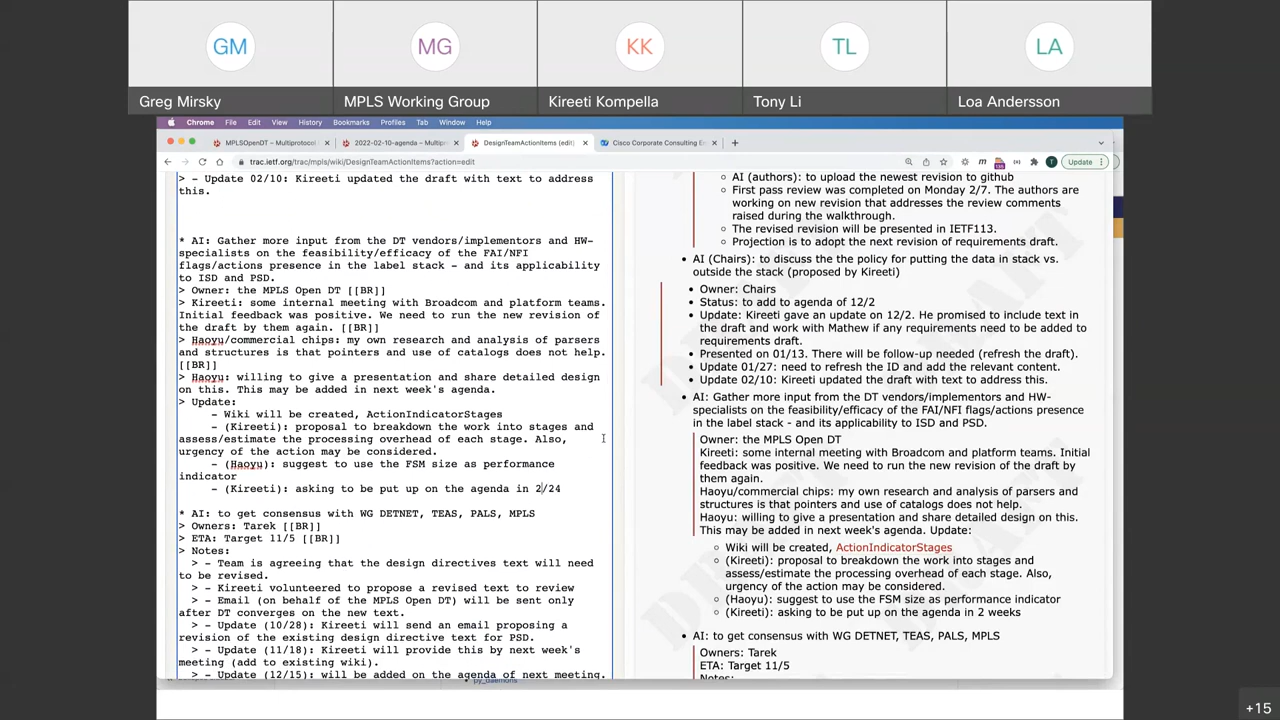 GM
MG
KK
TL
LA
Greg Mirsky
MPLS Working Group
Kireeti Kompella
Tony Li
Loa Andersson
Chrome File Edit View History Bookmarks Profiles Tab Window Help
MPLSOpenDT – Multiprotocol
2022-02-10-agenda – Multipr
DesignTeamActionItems (edit)
Cisco Corporate Consulting E
trac.ietf.org/trac/mpls/wiki/DesignTeamActionItems?action=edit
Update
> - Update 02/10: Kireeti updated the draft with text to address
this.
* AI: Gather more input from the DT vendors/implementors and HW-
specialists on the feasibility/efficacy of the FAI/NFI
flags/actions presence in the label stack - and its applicability
to ISD and PSD.
> Owner: the MPLS Open DT [[BR]]
> Kireeti: some internal meeting with Broadcom and platform teams.
Initial feedback was positive. We need to run the new revision of
the draft by them again. [[BR]]
> Haoyu/commercial chips: my own research and analysis of parsers
and structures is that pointers and use of catalogs does not help.
[[BR]]
> Haoyu: willing to give a presentation and share detailed design
on this. This may be added in next week's agenda.
> Update:
- Wiki will be created, ActionIndicatorStages
- (Kireeti): proposal to breakdown the work into stages and
assess/estimate the processing overhead of each stage. Also,
urgency of the action may be considered.
- (Haoyu): suggest to use the FSM size as performance
indicator
- (Kireeti): asking to be put up on the agenda in 2/24
* AI: to get consensus with WG DETNET, TEAS, PALS, MPLS
> Owners: Tarek [[BR]]
> ETA: Target 11/5 [[BR]]
> Notes:
> - Team is agreeing that the design directives text will need
to be revised.
> - Kireeti volunteered to propose a revised text to review
> - Email (on behalf of the MPLS Open DT) will be sent only
after DT converges on the new text.
> - Update (10/28): Kireeti will send an email proposing a
revision of the existing design directive text for PSD.
> - Update (11/18): Kireeti will provide this by next week's
meeting (add to existing wiki).
> - Update (12/15): will be added on the agenda of next meeting.
AI (authors): to upload the newest revision to github
First pass review was completed on Monday 2/7. The authors are
working on new revision that addresses the review comments
raised during the walkthrough.
The revised revision will be presented in IETF113.
Projection is to adopt the next revision of requirements draft.
AI (Chairs): to discuss the the policy for putting the data in stack vs.
outside the stack (proposed by Kireeti)
Owner: Chairs
Status: to add to agenda of 12/2
Update: Kireeti gave an update on 12/2. He promised to include text in
the draft and work with Mathew if any requirements need to be added to
requirements draft.
Presented on 01/13. There will be follow-up needed (refresh the draft).
Update 01/27: need to refresh the ID and add the relevant content.
Update 02/10: Kireeti updated the draft with text to address this.
AI: Gather more input from the DT vendors/implementors and HW-
specialists on the feasibility/efficacy of the FAI/NFI flags/actions presence
in the label stack - and its applicability to ISD and PSD.
Owner: the MPLS Open DT
Kireeti: some internal meeting with Broadcom and platform teams. Initial
feedback was positive. We need to run the new revision of the draft by
them again.
Haoyu/commercial chips: my own research and analysis of parsers and
structures is that pointers and use of catalogs does not help.
Haoyu: willing to give a presentation and share detailed design on this.
This may be added in next week's agenda. Update:
Wiki will be created, ActionIndicatorStages
(Kireeti): proposal to breakdown the work into stages and
assess/estimate the processing overhead of each stage. Also,
urgency of the action may be considered.
(Haoyu): suggest to use the FSM size as performance indicator
(Kireeti): asking to be put up on the agenda in 2 weeks
AI: to get consensus with WG DETNET, TEAS, PALS, MPLS
Owners: Tarek
ETA: Target 11/5
Notes:
DRAFT
py_daemons
+15